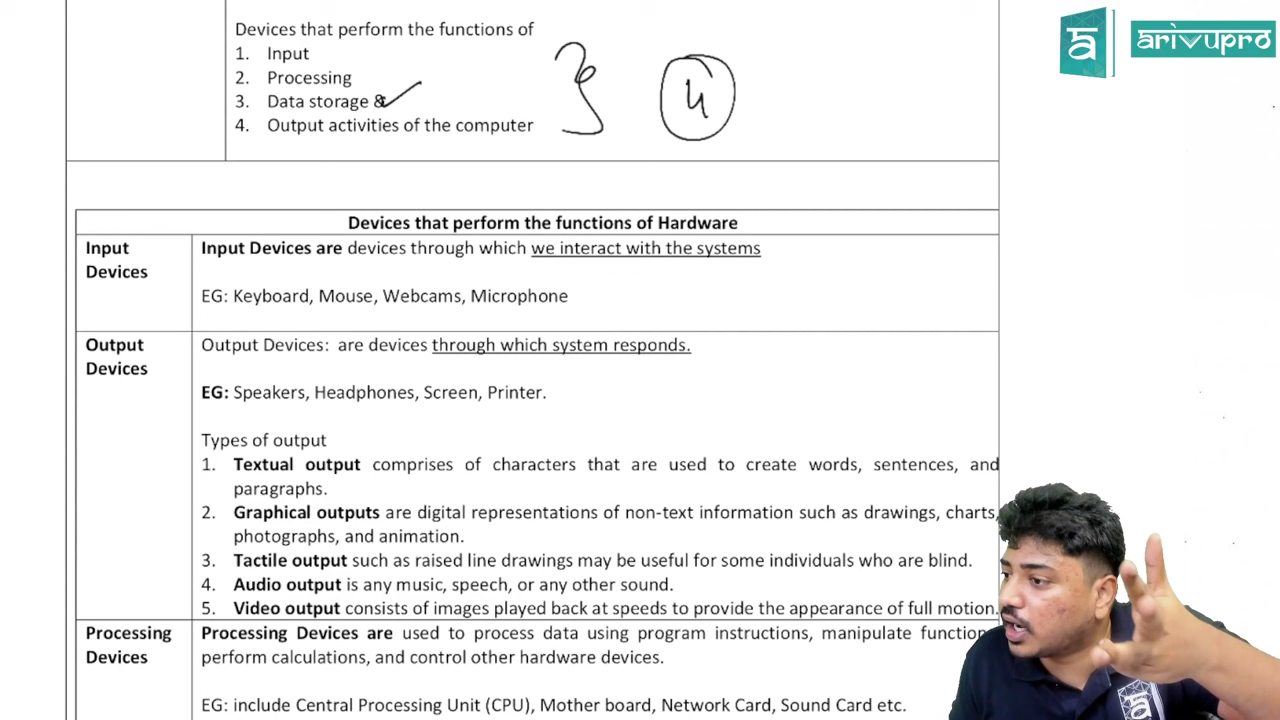 Devices that perform the functions of
1. Input
2. Processing
3. Data storage &
4. Output activities of the computer
4
arivupro
Devices that perform the functions of Hardware
Input Devices
Input Devices are devices through which we interact with the systems
EG: Keyboard, Mouse, Webcams, Microphone
Output Devices
Output Devices: are devices through which system responds.
EG: Speakers, Headphones, Screen, Printer.
Types of output
1. Textual output comprises of characters that are used to create words, sentences, and
paragraphs.
2. Graphical outputs are digital representations of non-text information such as drawings, charts,
photographs, and animation.
3. Tactile output such as raised line drawings may be useful for some individuals who are blind.
4. Audio output is any music, speech, or any other sound.
5. Video output consists of images played back at speeds to provide the appearance of full motion.
Processing Devices
Processing Devices are used to process data using program instructions, manipulate function
perform calculations, and control other hardware devices.
EG: include Central Processing Unit (CPU), Mother board, Network Card, Sound Card etc.